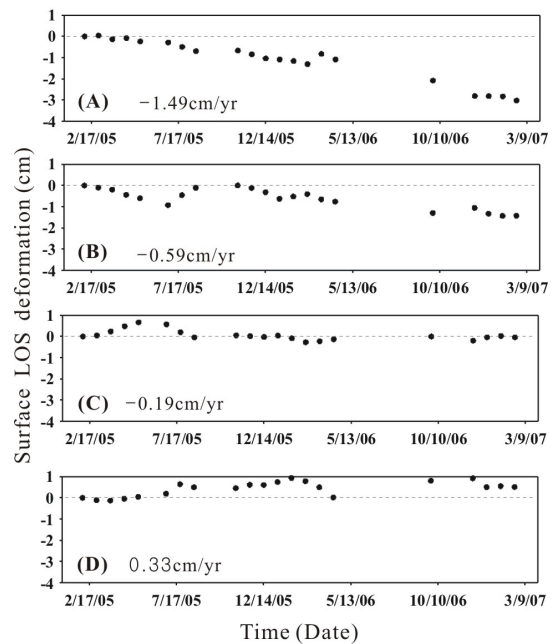 1
0
-1
-2
-3
-4
(A) −1.49cm/yr
2/17/05 7/17/05 12/14/05 5/13/06 10/10/06 3/9/07
1
0
-1
-2
-3
-4
(B) −0.59cm/yr
2/17/05 7/17/05 12/14/05 5/13/06 10/10/06 3/9/07
1
0
-1
-2
-3
-4
(C) −0.19cm/yr
2/17/05 7/17/05 12/14/05 5/13/06 10/10/06 3/9/07
1
0
-1
-2
-3
-4
(D) 0.33cm/yr
2/17/05 7/17/05 12/14/05 5/13/06 10/10/06 3/9/07
Surface LOS deformation (cm)
Time (Date)